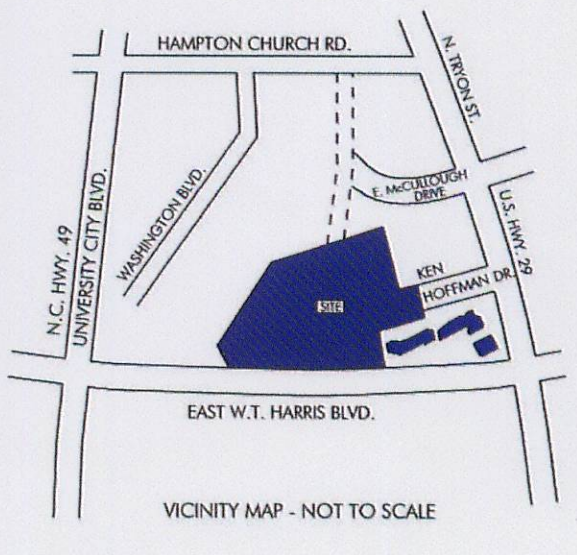 HAMPTON CHURCH RD.
N. TRYON ST.
WASHINGTON BLVD.
E. McCULLOUGH
DRIVE
N.C. HWY. 49
UNIVERSITY CITY BLVD.
U.S. HWY. 29
KEN
HOFFMAN DR.
SITE
EAST W.T. HARRIS BLVD.
VICINITY MAP - NOT TO SCALE